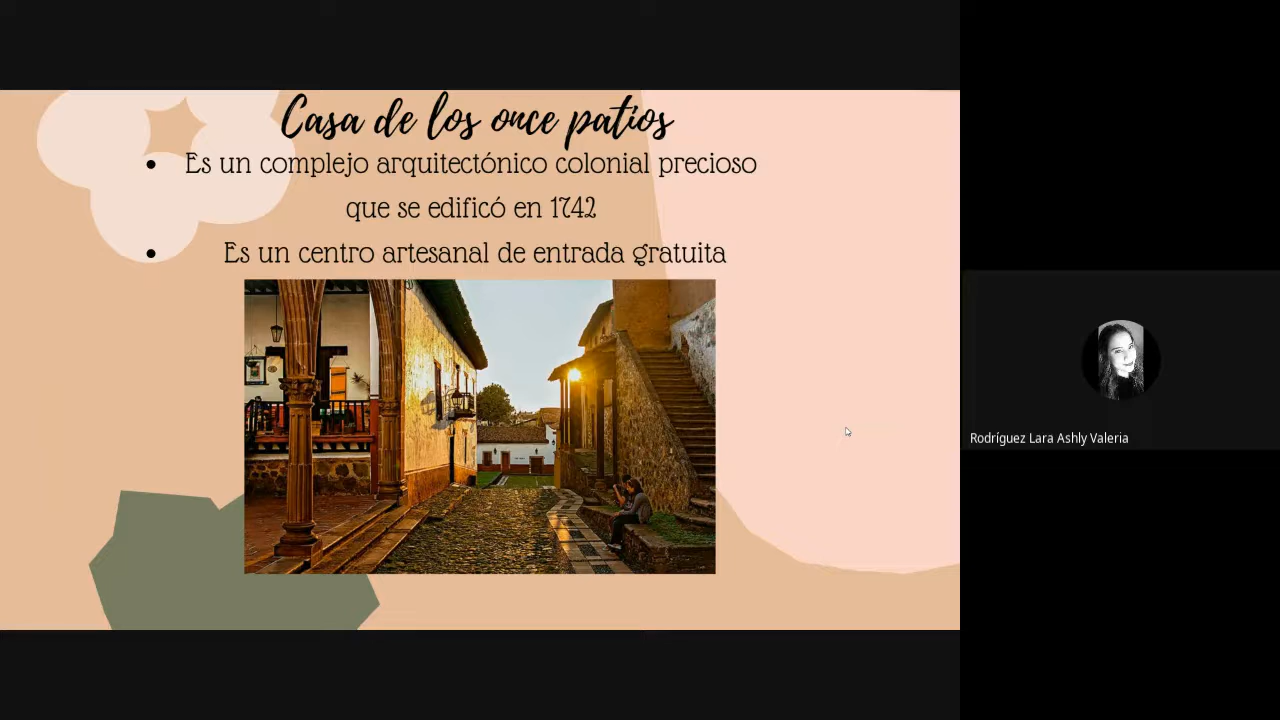 Casa de los once patios
• Es un complejo arquitectónico colonial precioso
que se edificó en 1742
• Es un centro artesanal de entrada gratuita
Rodríguez Lara Ashly Valeria